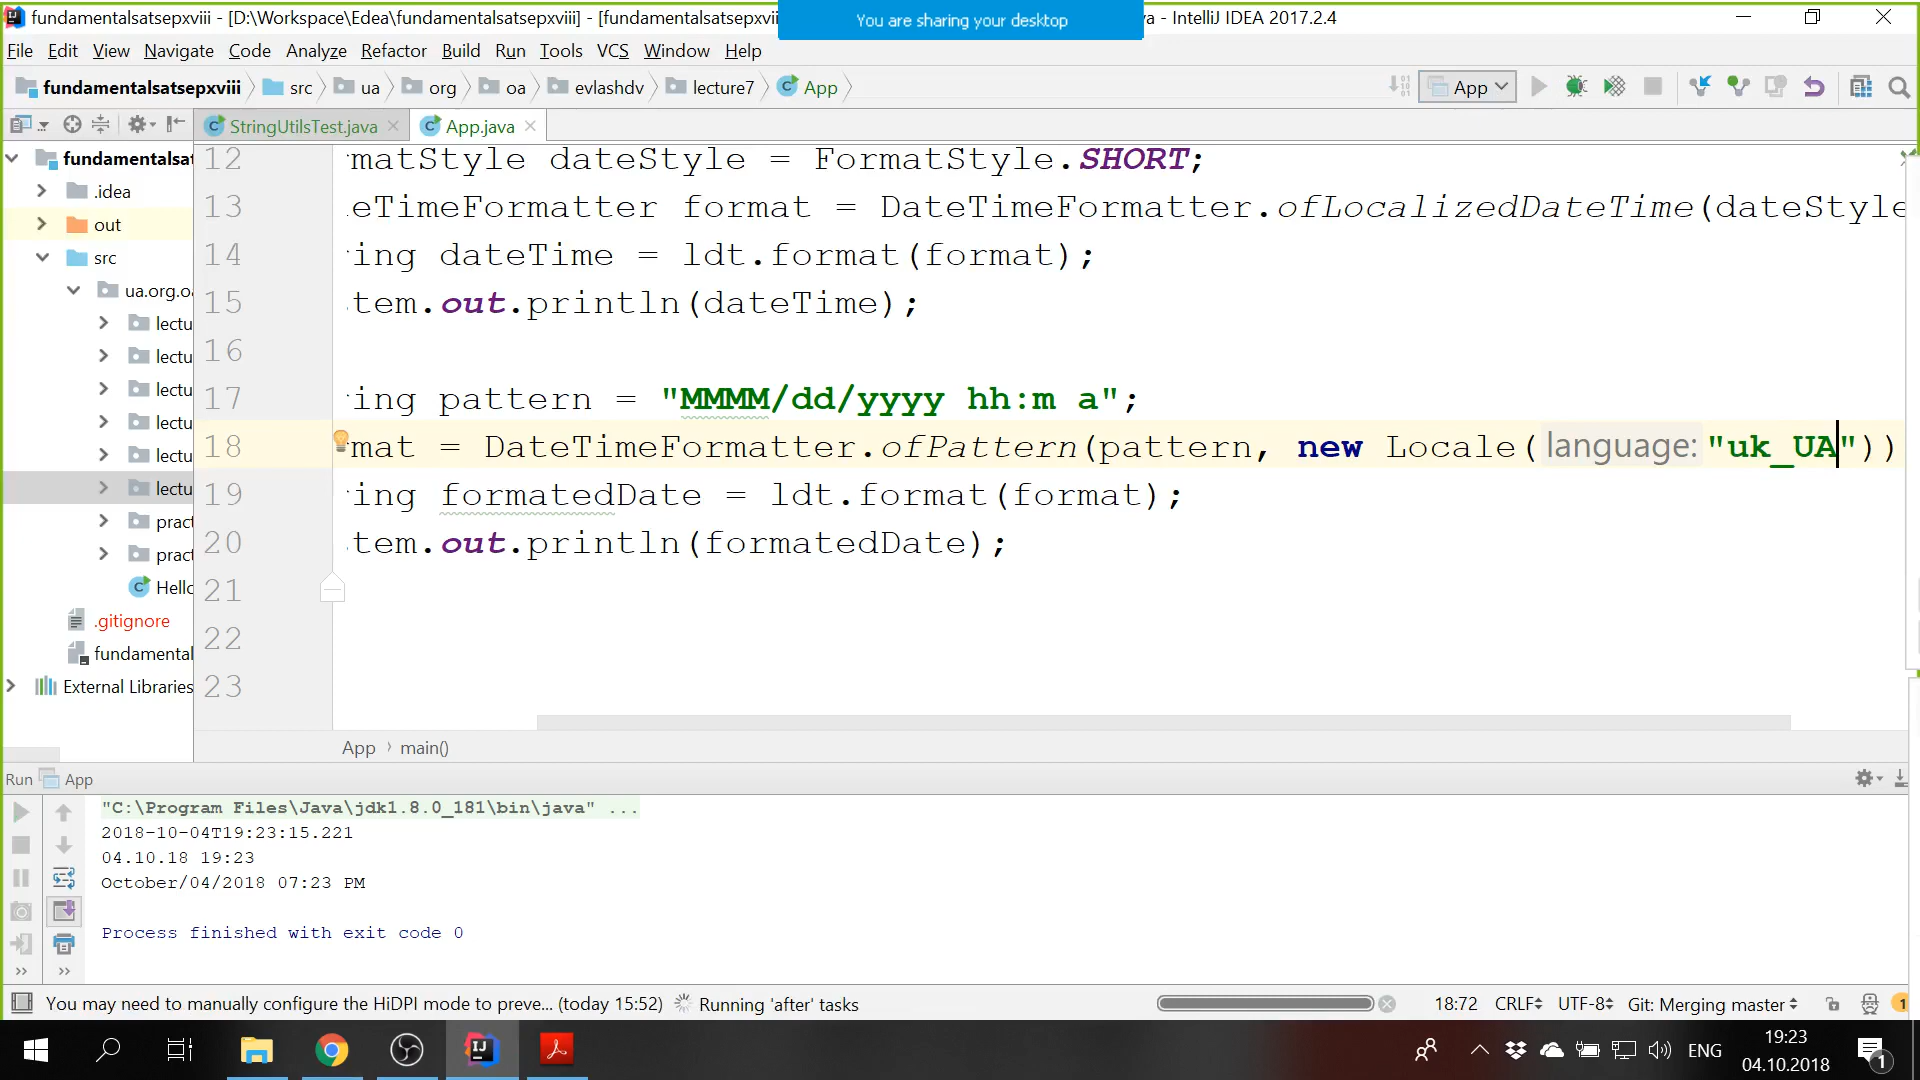 fundamentalsatsepxviii - [D:\Workspace\Edea\fundamentalsatsepxviii] - [fundamentalsatsepxvii
You are sharing your desktop
- IntelliJ IDEA 2017.2.4
File Edit View Navigate Code Analyze Refactor Build Run Tools VCS Window Help
fundamentalsatsepxviii src ua org oa evlashdv lecture7 App
App
StringUtilsTest.java
App.java
fundamentalsat
.idea
out
src
ua.org.oa
lectu
lectu
lectu
lectu
lectu
lectu
pract
pract
Hello
.gitignore
fundamental
External Libraries
12 matStyle dateStyle = FormatStyle.SHORT;
13 eTimeFormatter format = DateTimeFormatter.ofLocalizedDateTime(dateStyle
14 ing dateTime = ldt.format(format);
15 tem.out.println(dateTime);
16
17 ing pattern = "MMMM/dd/yyyy hh:m a";
18 mat = DateTimeFormatter.ofPattern(pattern, new Locale( language: "uk_UA"))
19 ing formatedDate = ldt.format(format);
20 tem.out.println(formatedDate);
21
22
23
App › main()
Run App
"C:\Program Files\Java\jdk1.8.0_181\bin\java" ...
2018-10-04T19:23:15.221
04.10.18 19:23
October/04/2018 07:23 PM
Process finished with exit code 0
You may need to manually configure the HiDPI mode to preve... (today 15:52) Running 'after' tasks 18:72 CRLF UTF-8 Git: Merging master 1
ENG
19:23
04.10.2018
1